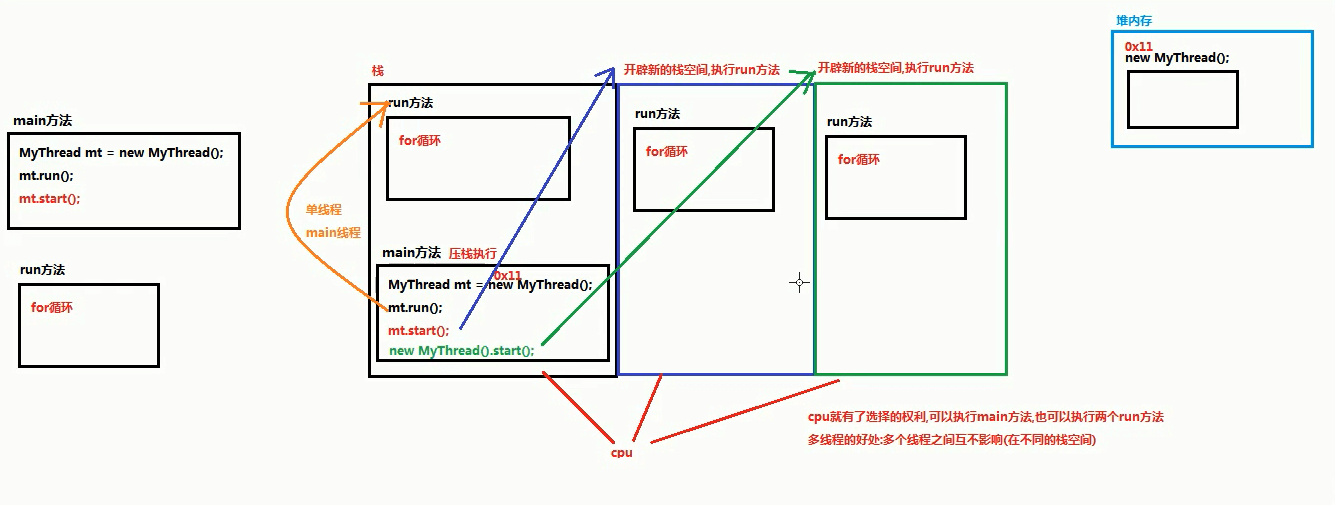 堆内存
0x11
new MyThread();
栈
开辟新的栈空间,执行run方法
开辟新的栈空间,执行run方法
main方法
MyThread mt = new MyThread();
mt.run();
mt.start();
run方法
for循环
run方法
for循环
单线程
main线程
main方法 压栈执行
0x11
MyThread mt = new MyThread();
mt.run();
mt.start();
new MyThread().start();
run方法
for循环
run方法
for循环
cpu
cpu就有了选择的权利,可以执行main方法,也可以执行两个run方法
多线程的好处:多个线程之间互不影响(在不同的栈空间)